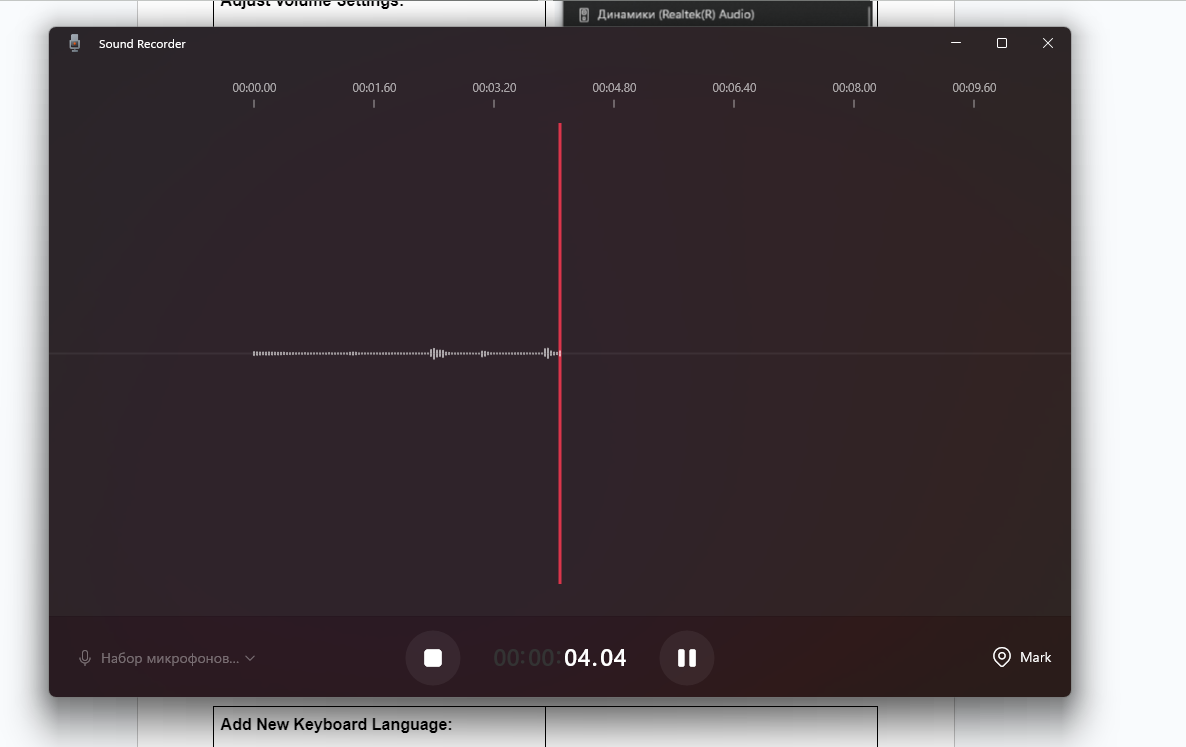 Adjust Volume Settings:
Динамики (Realtek(R) Audio)
Sound Recorder
00:00.00 00:01.60 00:03.20 00:04.80 00:06.40 00:08.00 00:09.60
Набор микрофонов... 00:00:04.04 Mark
Add New Keyboard Language: